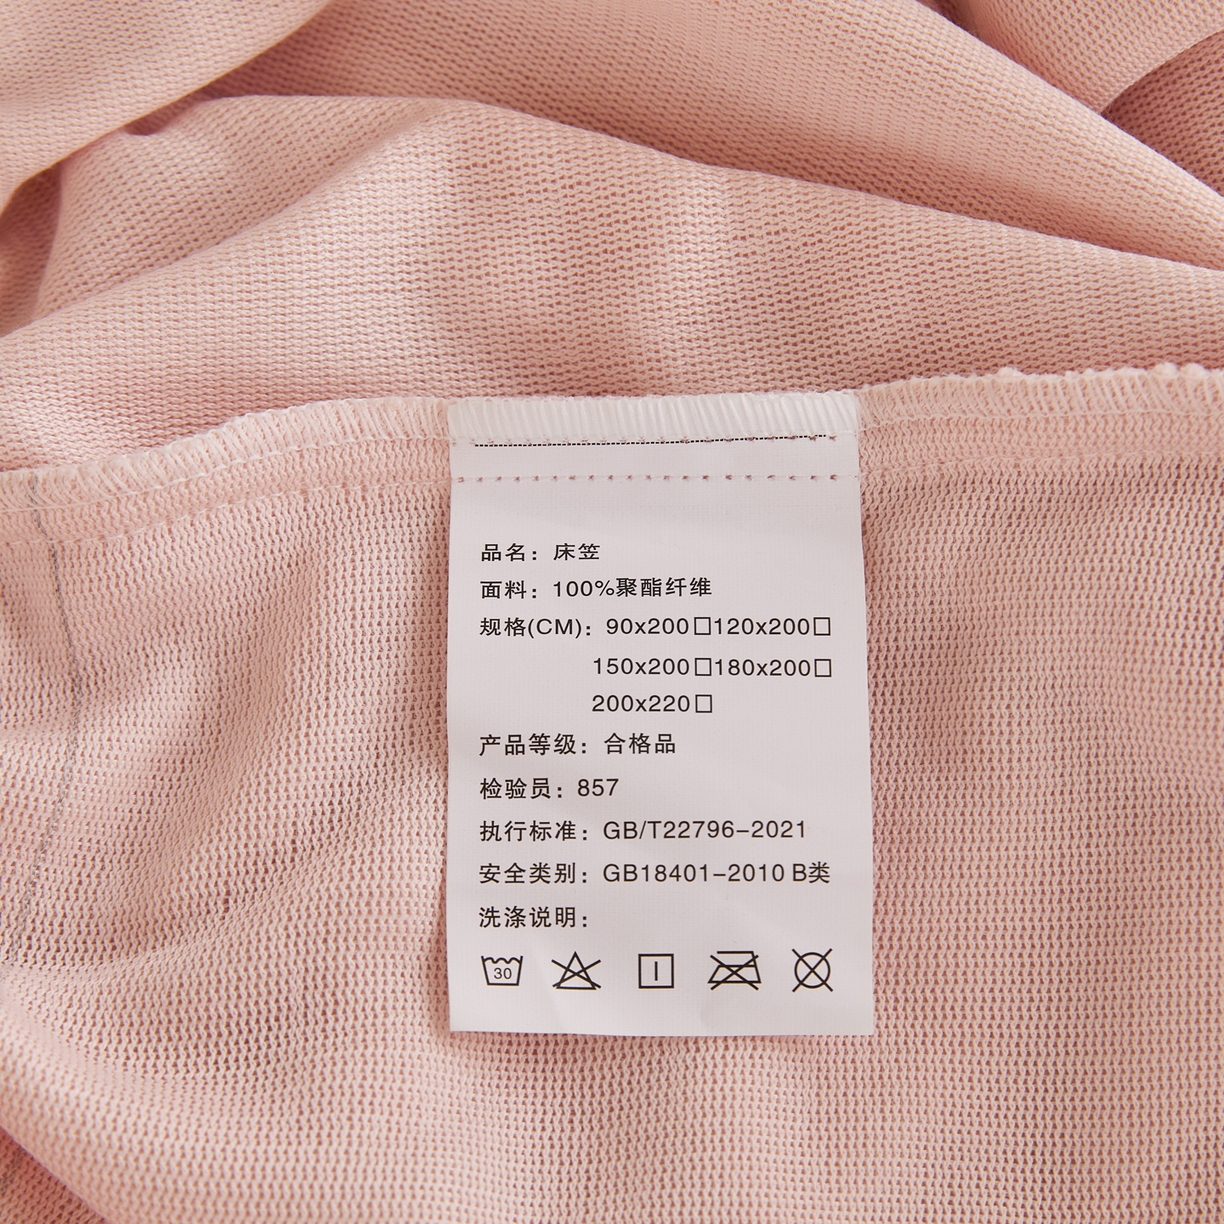 品名：床笠
面料：100%聚酯纤维
规格(CM)：90x200□120x200□
150x200□180x200□
200x220□
产品等级：合格品
检验员：857
执行标准：GB/T22796-2021
安全类别：GB18401-2010 B类
洗涤说明：
30